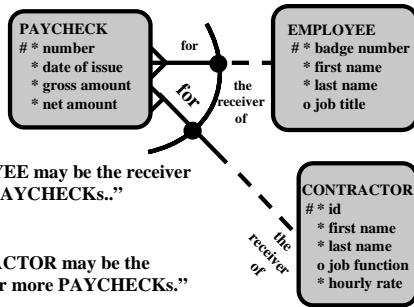 PAYCHECK
# * number
* date of issue
* gross amount
* net amount
for
for
the
receiver
of
EMPLOYEE
# * badge number
* first name
* last name
o job title
the
receiver
of
CONTRACTOR
# * id
* first name
* last name
o job function
* hourly rate
YEE may be the receiver
PAYCHECKs..”
ACTOR may be the
r more PAYCHECKs.”